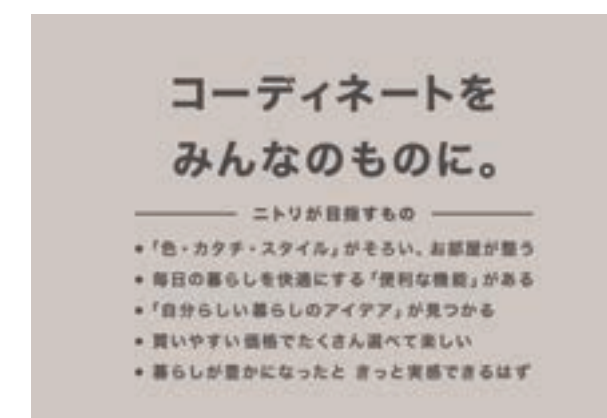 コーディネートを
みんなのものに。
ニトリが目指すもの
• 「色・カタチ・スタイル」がそろい、お部屋が整う
• 毎日の暮らしを快適にする「便利な機能」がある
• 「自分らしい暮らしのアイデア」が見つかる
• 買いやすい価格でたくさん選べて楽しい
• 暮らしが豊かになったと きっと実感できるはず